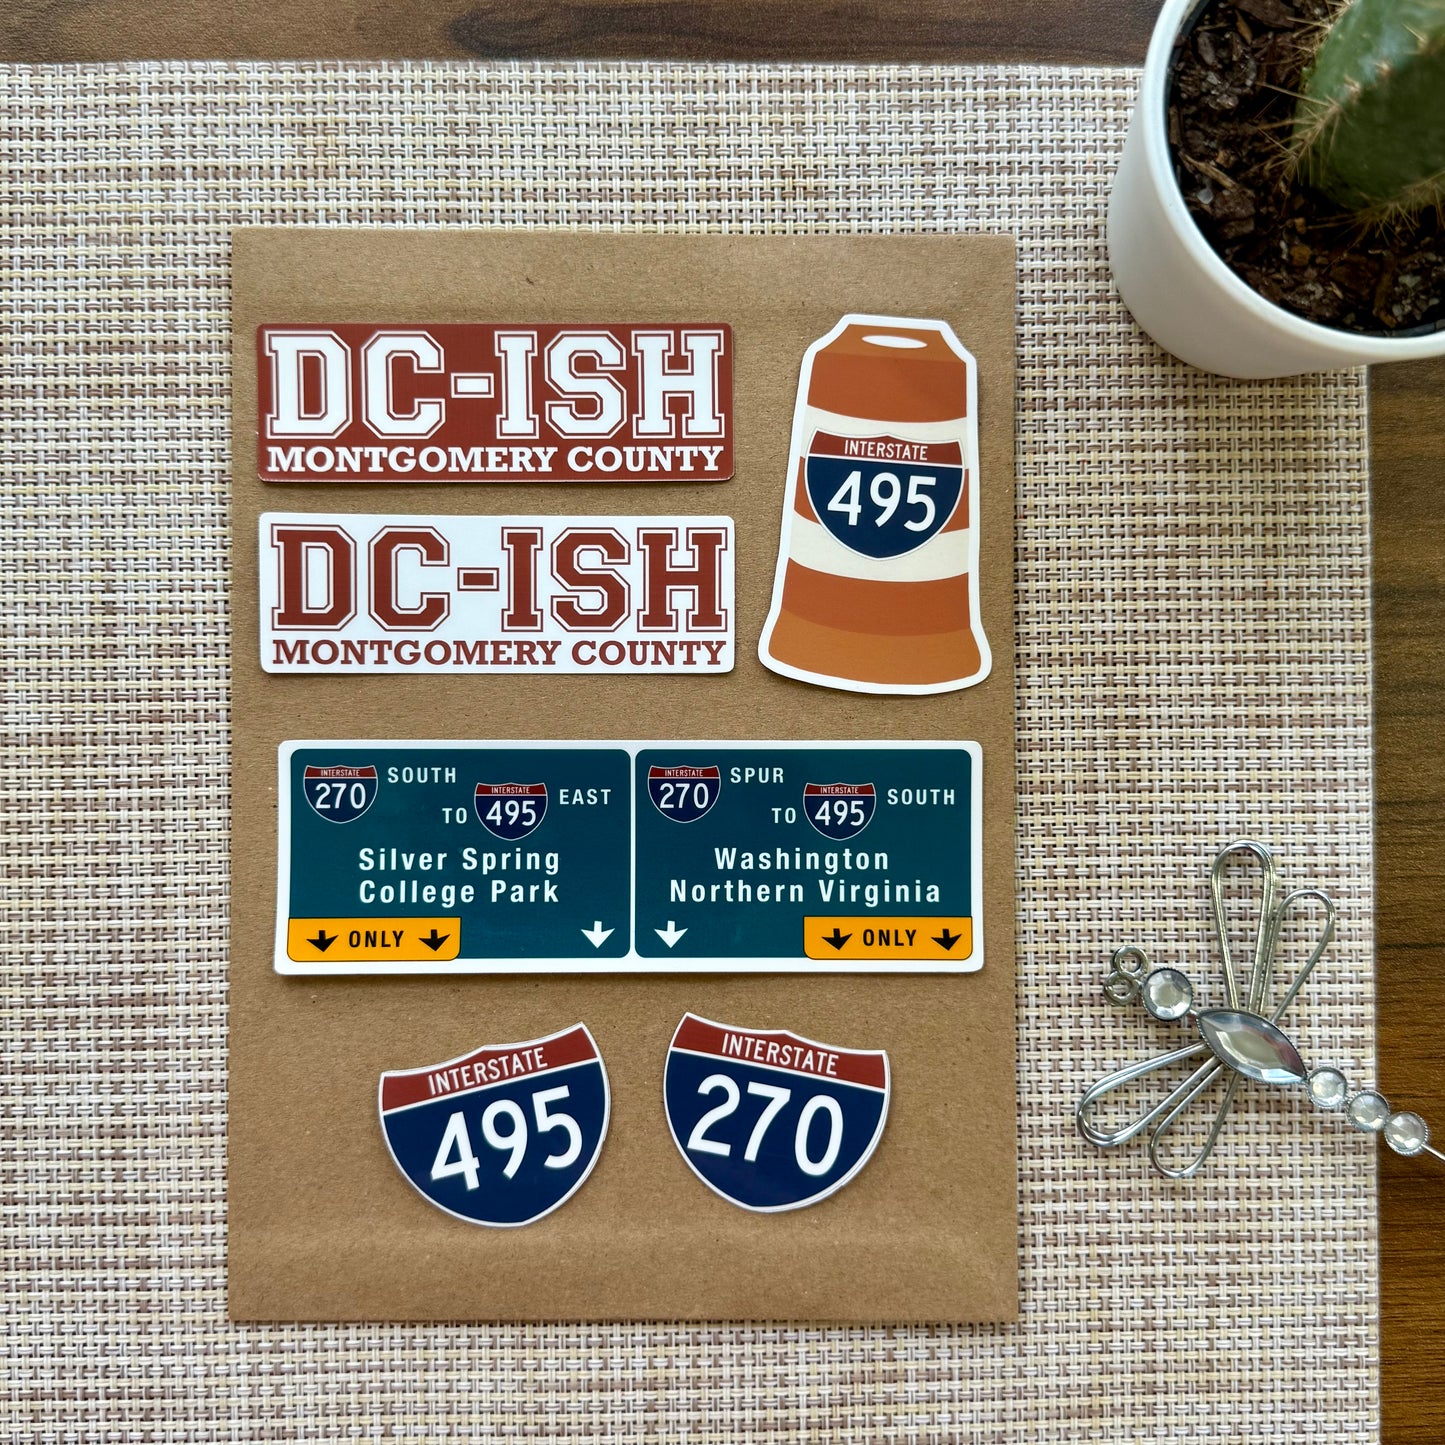 DC-ISH
MONTGOMERY COUNTY
INTERSTATE
495
DC-ISH
MONTGOMERY COUNTY
INTERSTATE
270
SOUTH
TO
INTERSTATE
495
EAST
Silver Spring
College Park
ONLY
INTERSTATE
270
SPUR
TO
INTERSTATE
495
SOUTH
Washington
Northern Virginia
ONLY
INTERSTATE
495
INTERSTATE
270